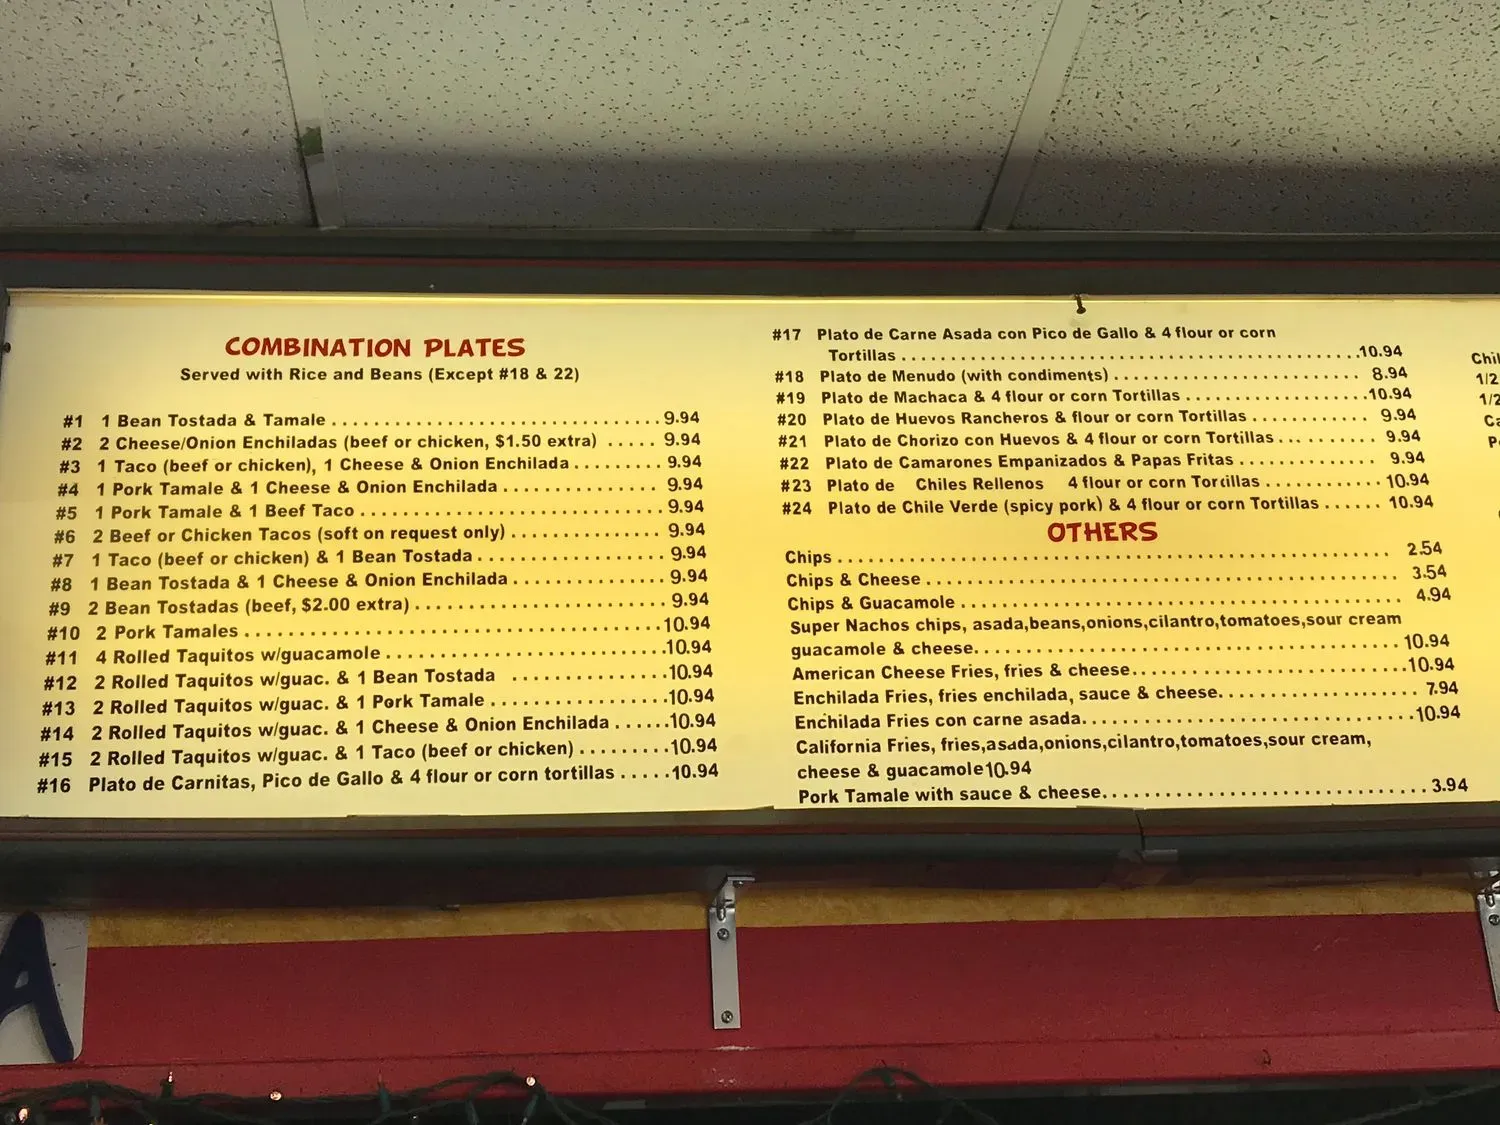 COMBINATION PLATES
Served with Rice and Beans (Except #18 & 22)
#1 1 Bean Tostada & Tamale ............................ 9.94
#2 2 Cheese/Onion Enchiladas (beef or chicken, $1.50 extra) ..... 9.94
#3 1 Taco (beef or chicken), 1 Cheese & Onion Enchilada ......... 9.94
#4 1 Pork Tamale & 1 Cheese & Onion Enchilada .............. 9.94
#5 1 Pork Tamale & 1 Beef Taco ........................... 9.94
#6 2 Beef or Chicken Tacos (soft on request only) ............. 9.94
#7 1 Taco (beef or chicken) & 1 Bean Tostada ................ 9.94
#8 1 Bean Tostada & 1 Cheese & Onion Enchilada ............. 9.94
#9 2 Bean Tostadas (beef, $2.00 extra) ...................... 9.94
#10 2 Pork Tamales .................................... 10.94
#11 4 Rolled Taquitos w/guacamole ........................ 10.94
#12 2 Rolled Taquitos w/guac. & 1 Bean Tostada ............. 10.94
#13 2 Rolled Taquitos w/guac. & 1 Pork Tamale .............. 10.94
#14 2 Rolled Taquitos w/guac. & 1 Cheese & Onion Enchilada ...... 10.94
#15 2 Rolled Taquitos w/guac. & 1 Taco (beef or chicken) ......... 10.94
#16 Plato de Carnitas, Pico de Gallo & 4 flour or corn tortillas ..... 10.94
#17 Plato de Carne Asada con Pico de Gallo & 4 flour or corn
Tortillas ........................................ 10.94
#18 Plato de Menudo (with condiments) ..................... 8.94
#19 Plato de Machaca & 4 flour or corn Tortillas ............... 10.94
#20 Plato de Huevos Rancheros & flour or corn Tortillas .......... 9.94
#21 Plato de Chorizo con Huevos & 4 flour or corn Tortillas ......... 9.94
#22 Plato de Camarones Empanizados & Papas Fritas ............ 9.94
#23 Plato de Chiles Rellenos 4 flour or corn Torcillas ............ 10.94
#24 Plato de Chile Verde (spicy pork) & 4 flour or corn Tortillas ...... 10.94
OTHERS
Chips ................................................ 2.54
Chips & Cheese ......................................... 3.54
Chips & Guacamole ..................................... 4.94
Super Nachos chips, asada,beans,onions,cilantro,tomatoes,sour cream
guacamole & cheese.................................... 10.94
American Cheese Fries, fries & cheese....................... 10.94
Enchilada Fries, fries enchilada, sauce & cheese................. 7.94
Enchilada Fries con carne asada............................ 10.94
California Fries, fries,asada,onions,cilantro,tomatoes,sour cream,
cheese & guacamole10.94
Pork Tamale with sauce & cheese........................... 3.94
Chil
1/2
1/2
Ca
A